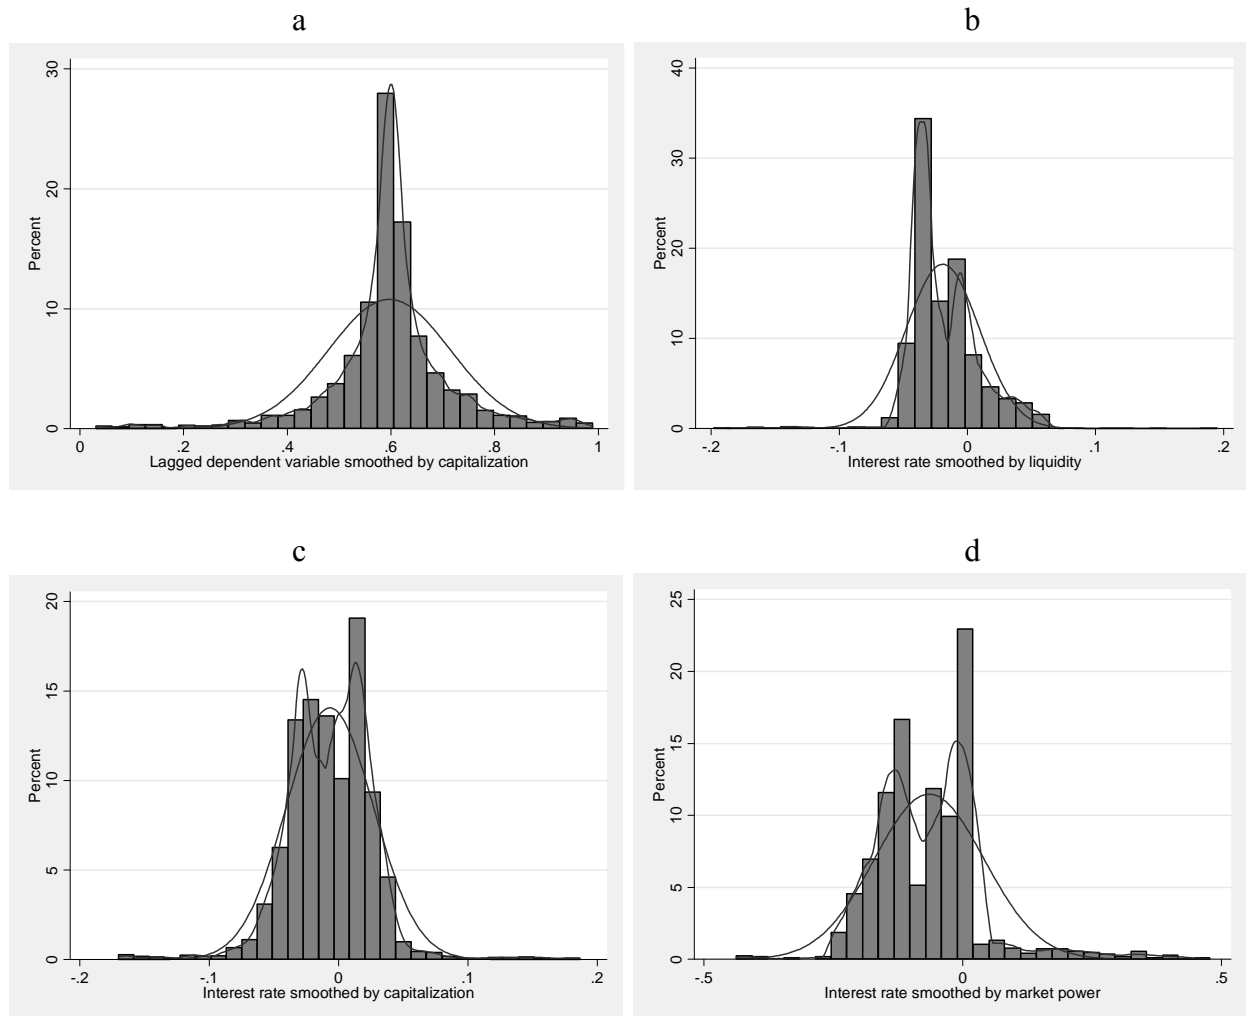 a
30
20
10
0
Percent
0 .2 .4 .6 .8 1
Lagged dependent variable smoothed by capitalization
b
40
30
20
10
0
Percent
-.2 -.1 0 .1 .2
Interest rate smoothed by liquidity
c
20
15
10
5
0
Percent
-.2 -.1 0 .1 .2
Interest rate smoothed by capitalization
d
25
20
15
10
5
0
Percent
-.5 0 .5
Interest rate smoothed by market power